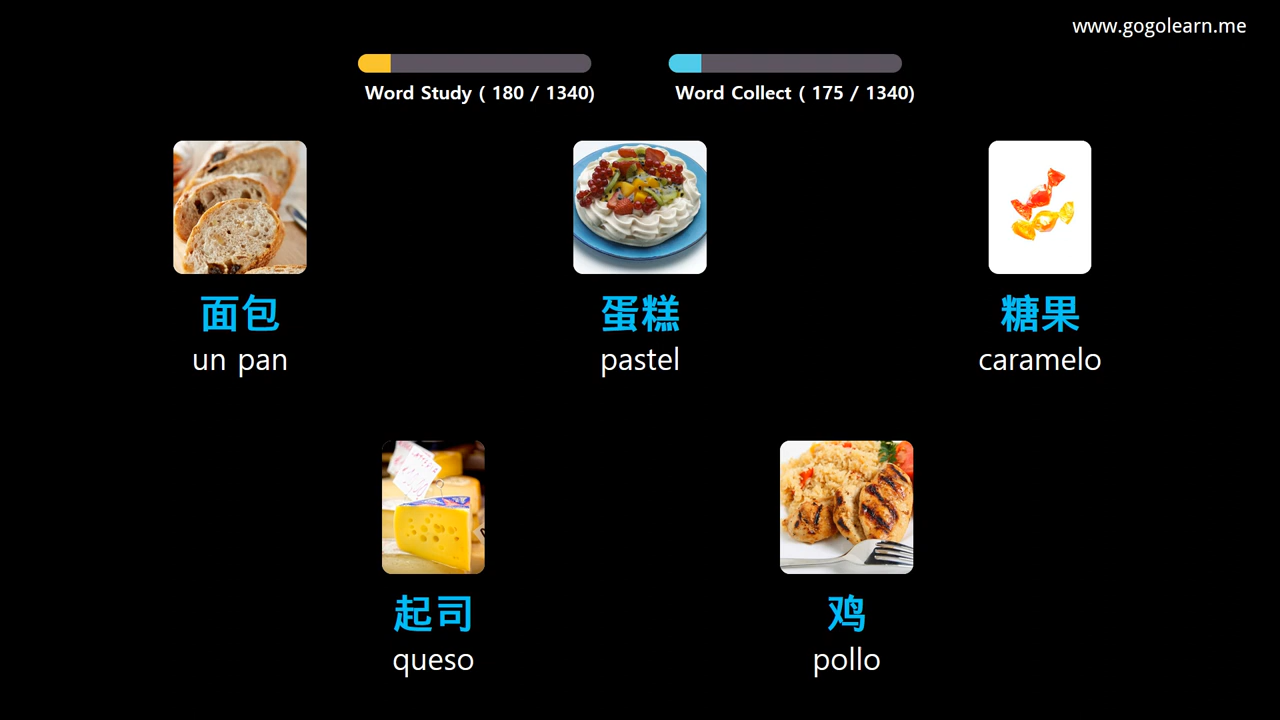 www.gogolearn.me
Word Study ( 180 / 1340)
Word Collect ( 175 / 1340)
面包
un pan
蛋糕
pastel
糖果
caramelo
起司
queso
鸡
pollo